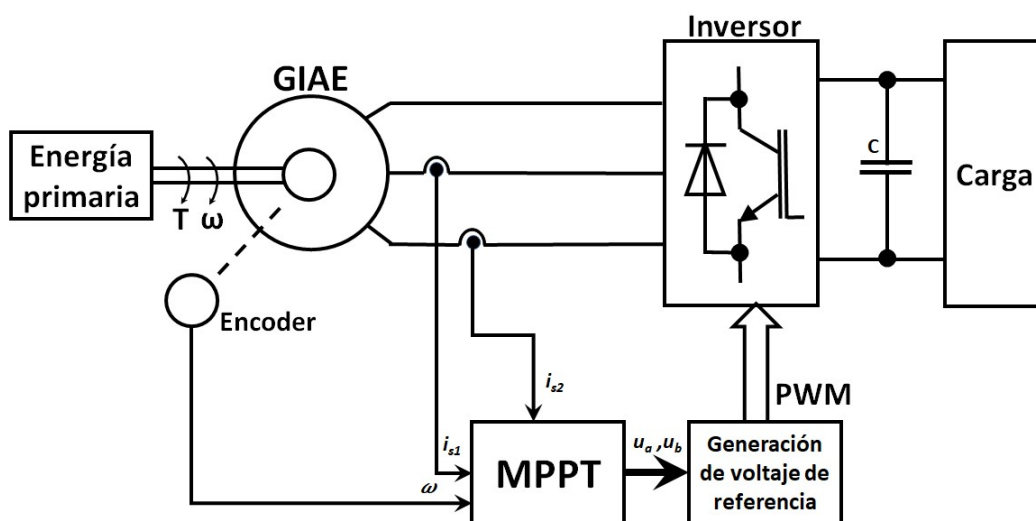 Inversor
GIAE
Energía
primaria
T ω
C
Carga
Encoder
i_s2
PWM
i_s1
ω
MPPT
u_a ,u_b
Generación
de voltaje de
referencia